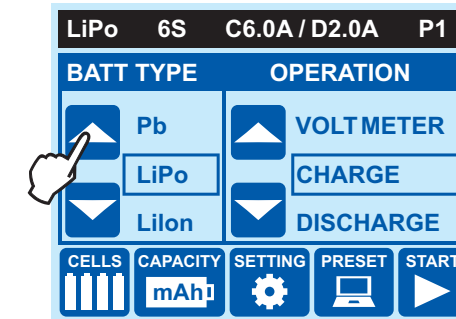 LiPo 6S C6.0A / D2.0A P1
BATT TYPE OPERATION
Pb VOLT METER
LiPo CHARGE
LiIon DISCHARGE
CELLS CAPACITY SETTING PRESET START
mAh